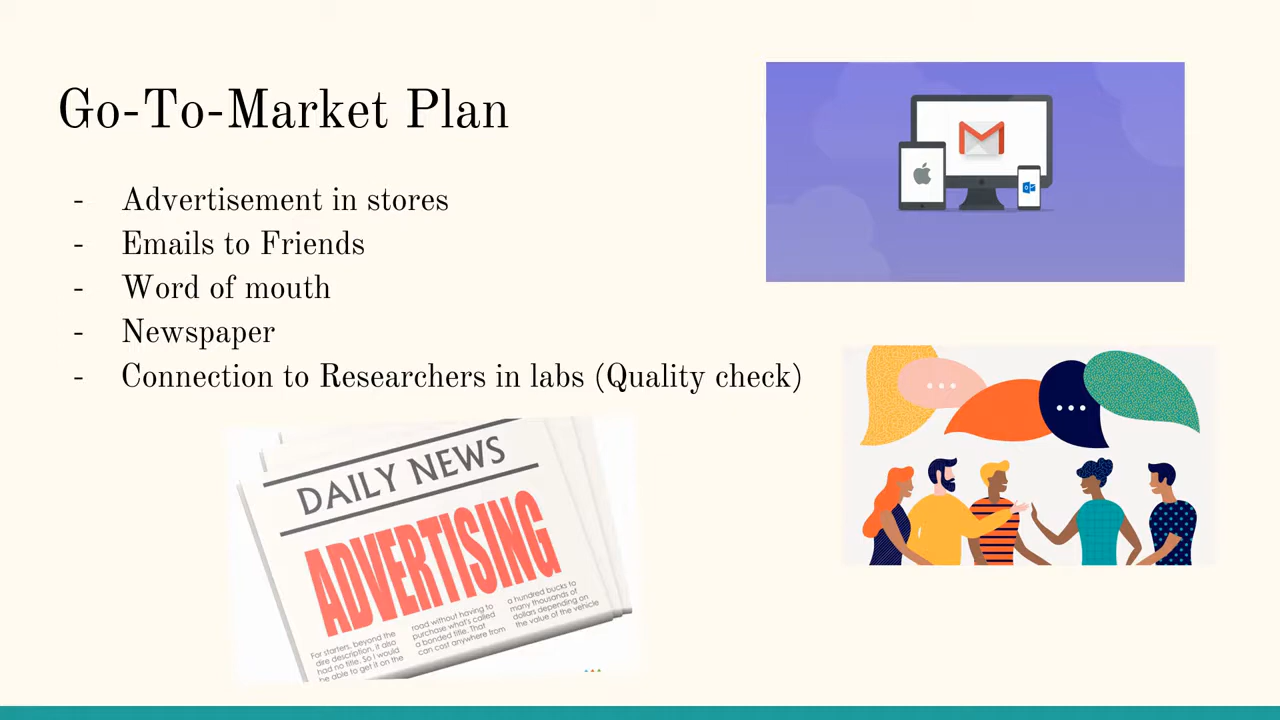 Go-To-Market Plan
- Advertisement in stores
- Emails to Friends
- Word of mouth
- Newspaper
- Connection to Researchers in labs (Quality check)
DAILY NEWS
ADVERTISING
For starters, beyond the
dire description, it also
had no title. So I would
be able to get it on the
road without having to
purchase what's called
a bonded title. That
can cost anywhere from
a hundred bucks to
many thousands of
dollars depending on
the value of the vehicle